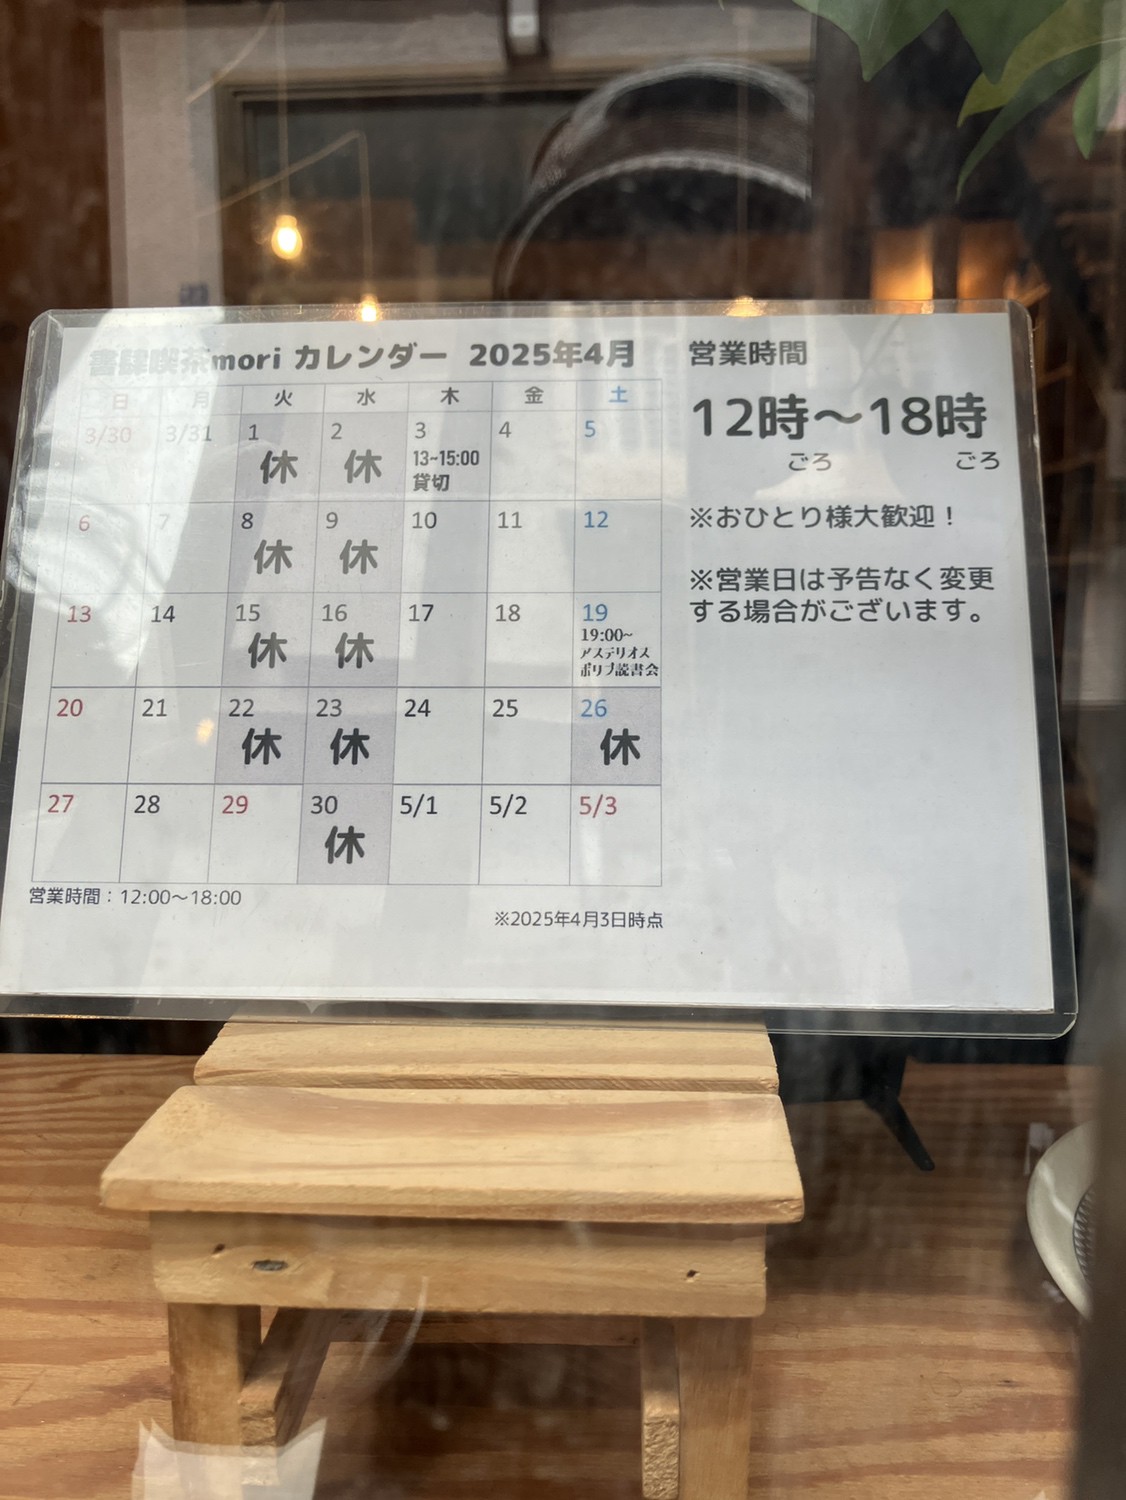 書肆喫茶mori カレンダー 2025年4月
日 月 火 水 木 金 土
3/30 3/31 1 2 3 4 5
休 休 13~15:00
貸切
6 7 8 9 10 11 12
休 休
13 14 15 16 17 18 19
休 休 19:00~
アステリオス
ポリプ読書会
20 21 22 23 24 25 26
休 休 休
27 28 29 30 5/1 5/2 5/3
休
営業時間：12:00～18:00
※2025年4月3日時点
営業時間
12時～18時
ごろ ごろ
※おひとり様大歓迎！
※営業日は予告なく変更
する場合がございます。